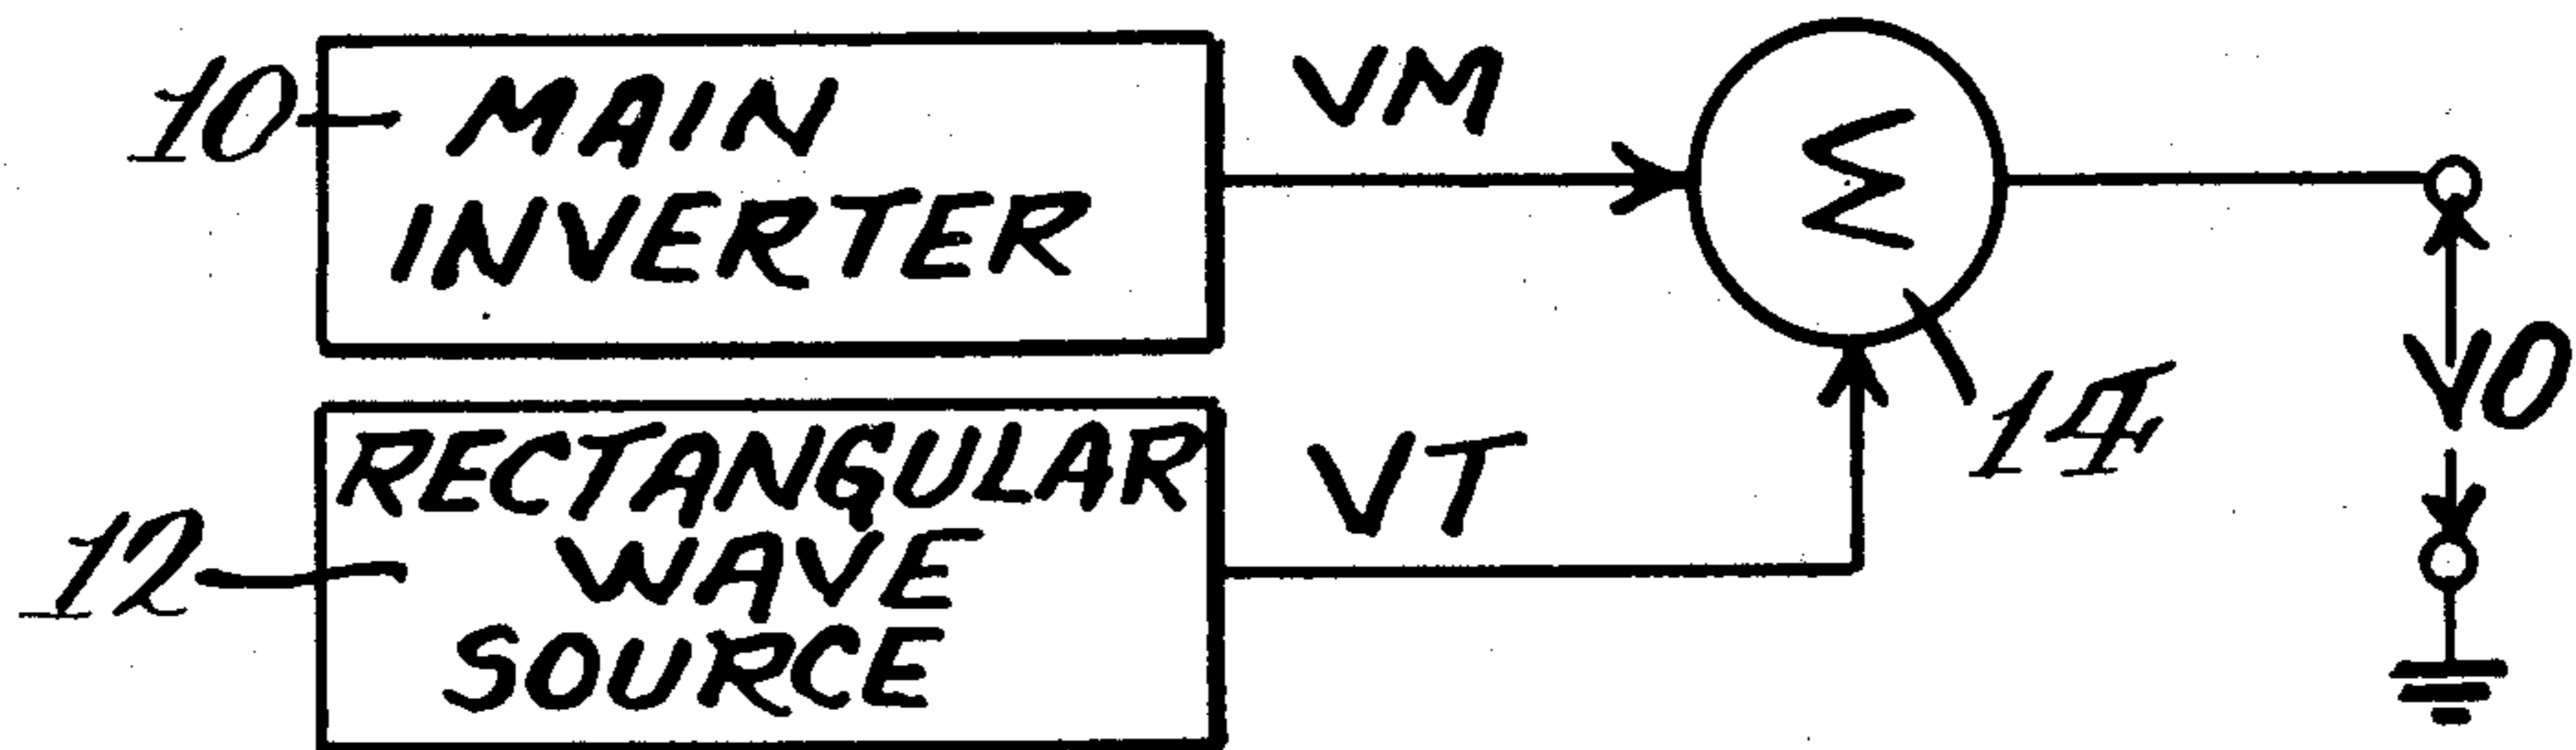 10
MAIN
INVERTER
VM
Σ
14
VO
12
RECTANGULAR
WAVE
SOURCE
VT